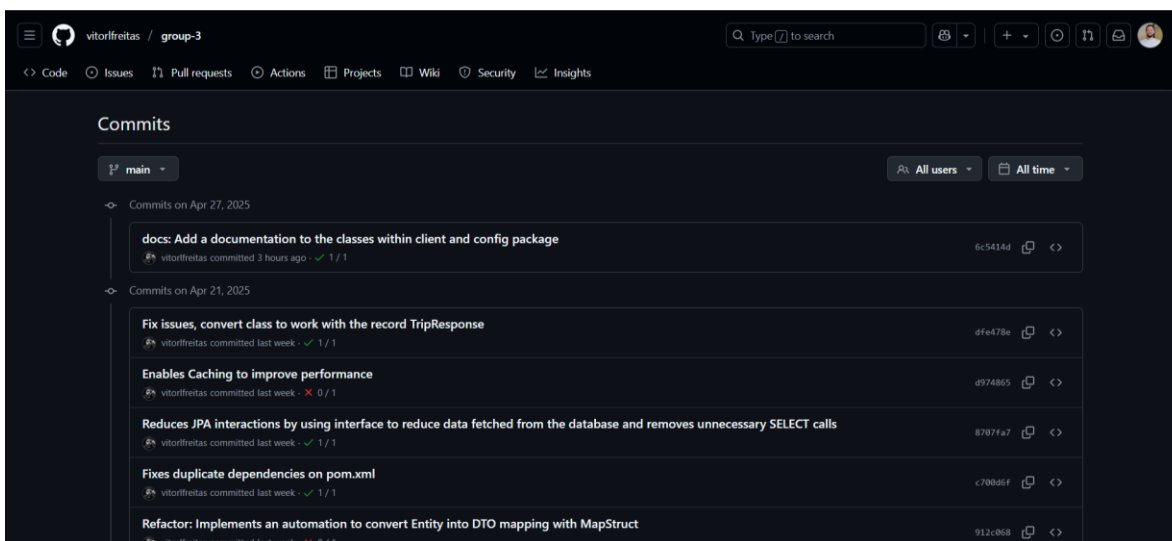 vitorlfreitas / group-3
Type / to search
Code Issues Pull requests Actions Projects Wiki Security Insights
Commits
main
All users All time
Commits on Apr 27, 2025
docs: Add a documentation to the classes within client and config package
6c5414d
vitorlfreitas committed 3 hours ago · ✓ 1 / 1
Commits on Apr 21, 2025
Fix issues, convert class to work with the record TripResponse
dfe478e
vitorlfreitas committed last week · ✓ 1 / 1
Enables Caching to improve performance
d974865
vitorlfreitas committed last week · ✕ 0 / 1
Reduces JPA interactions by using interface to reduce data fetched from the database and removes unnecessary SELECT calls
8707fa7
vitorlfreitas committed last week · ✓ 1 / 1
Fixes duplicate dependencies on pom.xml
c700d6f
vitorlfreitas committed last week · ✓ 1 / 1
Refactor: Implements an automation to convert Entity into DTO mapping with MapStruct
912c068